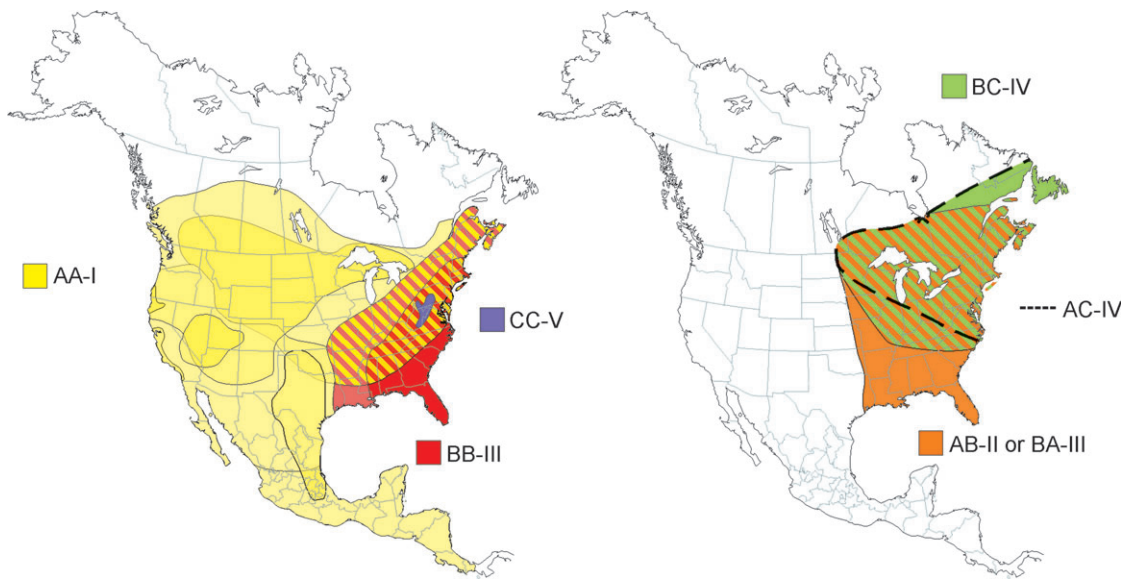 BC-IV
AA-I
CC-V
AC-IV
BB-III
AB-II or BA-III